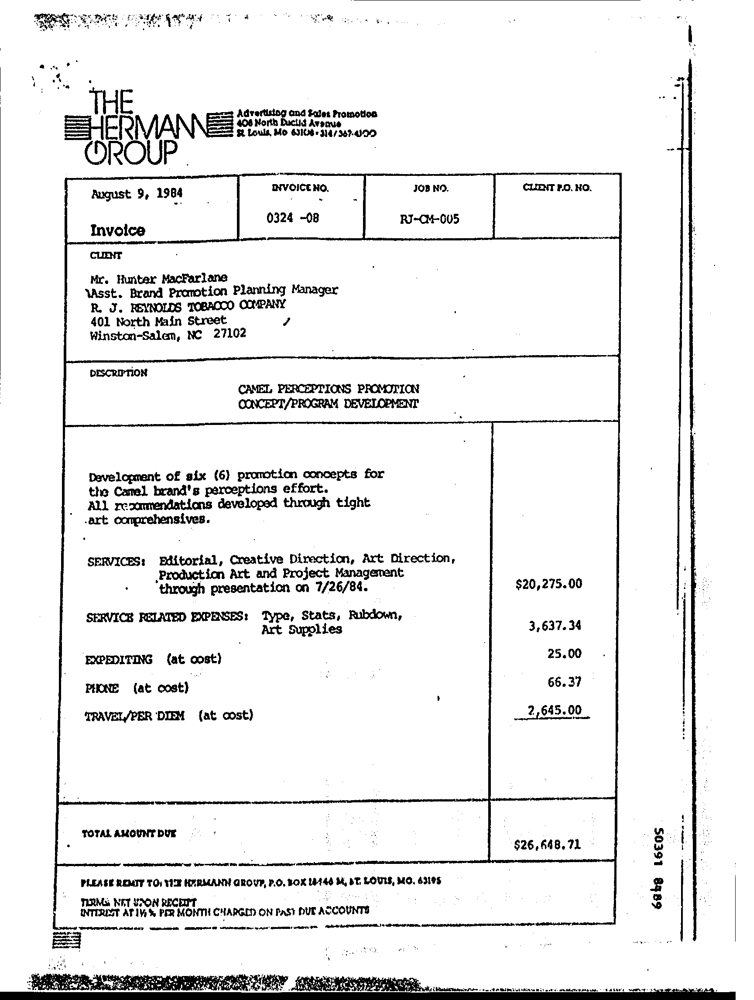 THE
HERMANN
GROUP
Advertising and Sales Promotion
408 North Euclid Avenue
St. Louis, Mo 63108 • 314/367-4300
August 9, 1984
Invoice
INVOICE NO.
0324 -08
JOB NO.
RJ-CM-005
CLIENT P.O. NO.
CLIENT
Mr. Hunter MacFarlane
Asst. Brand Promotion Planning Manager
R. J. REYNOLDS TOBACCO COMPANY
401 North Main Street
Winston-Salem, NC 27102
DESCRIPTION
CAMEL PERCEPTIONS PROMOTION
CONCEPT/PROGRAM DEVELOPMENT
Development of six (6) promotion concepts for
the Camel brand's perceptions effort.
All recommendations developed through tight
art comprehensives.
SERVICES: Editorial, Creative Direction, Art Direction,
Production Art and Project Management
through presentation on 7/26/84. $20,275.00
SERVICE RELATED EXPENSES: Type, Stats, Rubdown,
Art Supplies 3,637.34
EXPEDITING (at cost) 25.00
PHONE (at cost) 66.37
TRAVEL/PER DIEM (at cost) 2,645.00
TOTAL AMOUNT DUE $26,648.71
PLEASE REMIT TO: THE HERMANN GROUP, P.O. BOX M, ST. LOUIS, MO. 63195
TERMS NET UPON RECEIPT
INTEREST AT 1½ % PER MONTH CHARGED ON PAST DUE ACCOUNTS
50391 8489